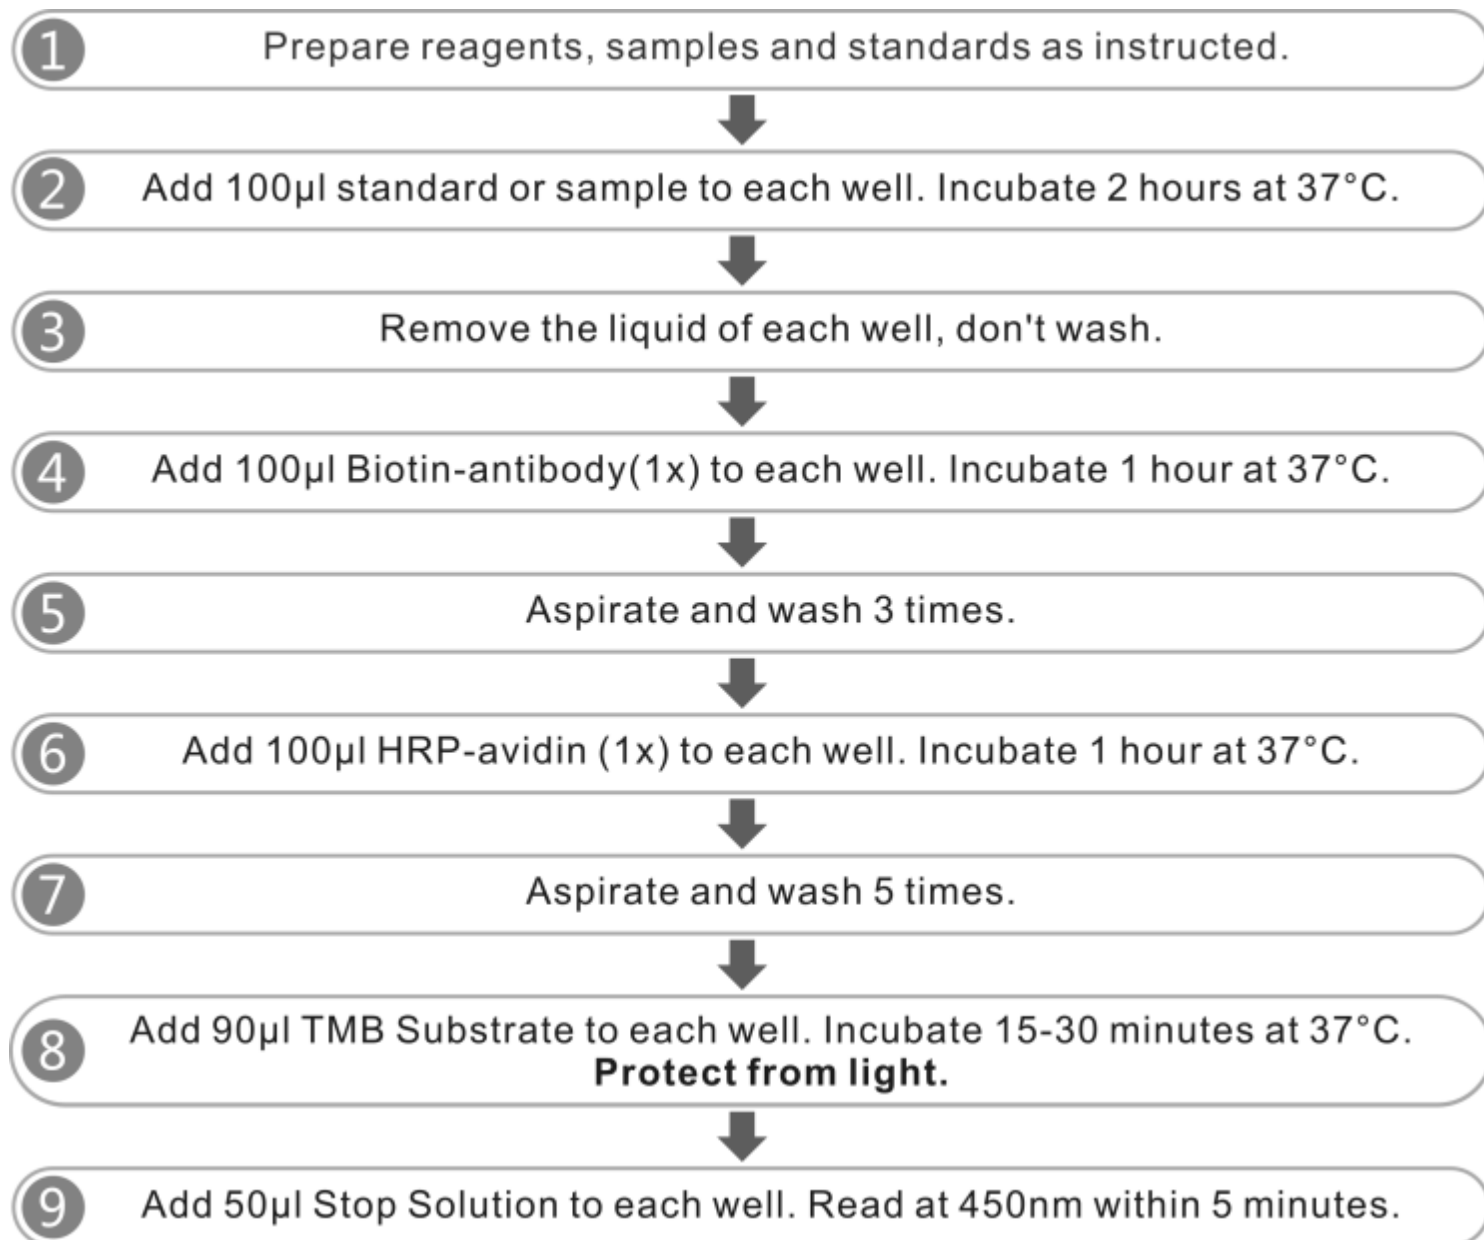 1 Prepare reagents, samples and standards as instructed.
2 Add 100µl standard or sample to each well. Incubate 2 hours at 37°C.
3 Remove the liquid of each well, don't wash.
4 Add 100µl Biotin-antibody(1x) to each well. Incubate 1 hour at 37°C.
5 Aspirate and wash 3 times.
6 Add 100µl HRP-avidin (1x) to each well. Incubate 1 hour at 37°C.
7 Aspirate and wash 5 times.
8 Add 90µl TMB Substrate to each well. Incubate 15-30 minutes at 37°C.
Protect from light.
9 Add 50µl Stop Solution to each well. Read at 450nm within 5 minutes.